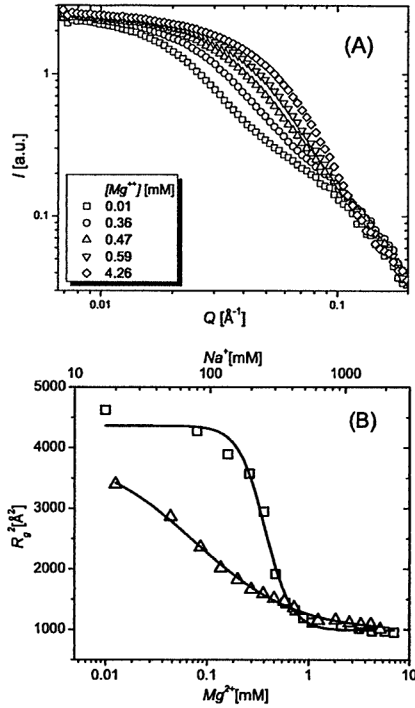 (A)
1
0.1
I [a.u.]
[Mg⁺⁺] [mM]
0.01
0.36
0.47
0.59
4.26
0.01
0.1
Q [Å⁻¹]
Na⁺[mM]
10
100
1000
(B)
5000
4000
3000
2000
1000
R_g²[Å²]
0.01
0.1
1
10
Mg²⁺[mM]